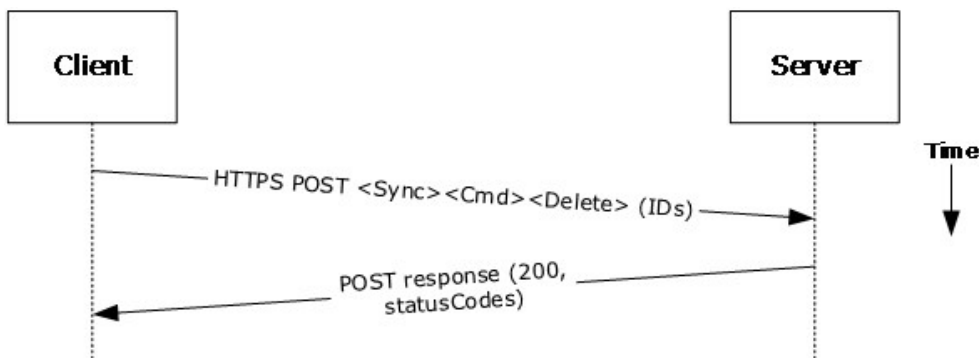 Client
Server
Time
HTTPS POST <Sync><Cmd><Delete> (IDs)
POST response (200,
statusCodes)